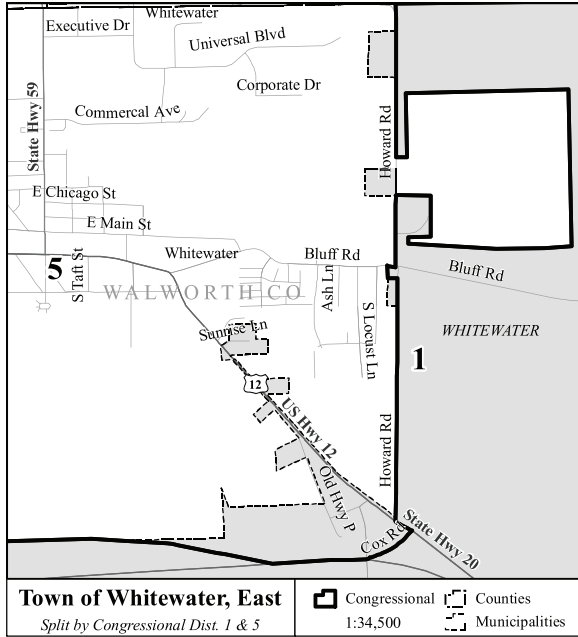 Whitewater
Executive Dr
Universal Blvd
Corporate Dr
State Hwy 59
Commercal Ave
Howard Rd
E Chicago St
E Main St
Whitewater
Bluff Rd
Bluff Rd
5
S Taft St
WALWORTH CO
Ash Ln
S Locust Ln
Sunrise Ln
WHITEWATER
1
12
US Hwy 12
Howard Rd
Old Hwy P
State Hwy 20
Cox Rd
Town of Whitewater, East
Split by Congressional Dist. 1 & 5
Congressional
Counties
1:34,500
Municipalities